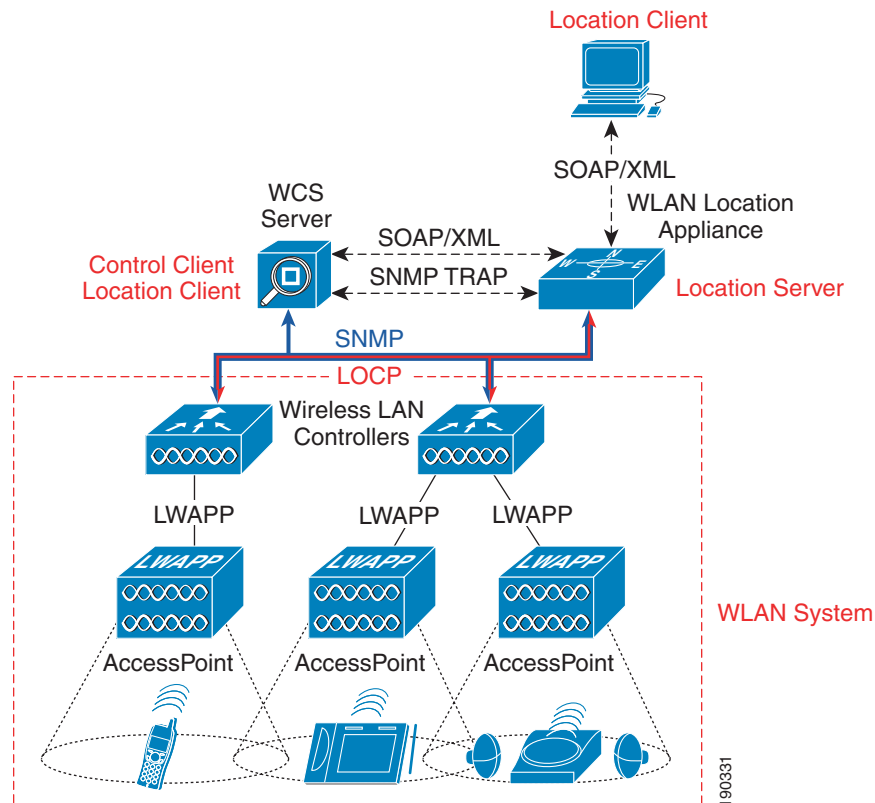 Location Client
SOAP/XML
WLAN Location
Appliance
WCS
Server
SOAP/XML
SNMP TRAP
Control Client
Location Client
N
W
E
S
Location Server
SNMP
LOCP
Wireless LAN
Controllers
LWAPP
LWAPP
LWAPP
LWAPP
LWAPP
LWAPP
AccessPoint
AccessPoint
AccessPoint
WLAN System
190331